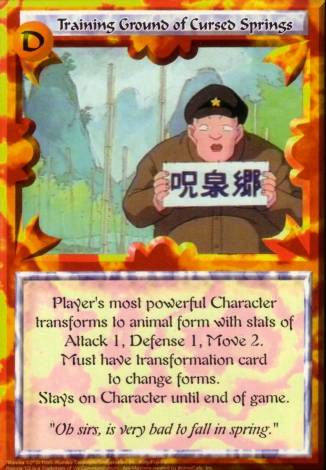 Training Ground of Cursed Springs
D
呪泉郷
Player's most powerful Character
transforms to animal form with stats of
Attack 1, Defense 1, Move 2.
Must have transformation card
to change forms.
Stays on Character until end of game.
"Oh sirs, is very bad to fall in spring."